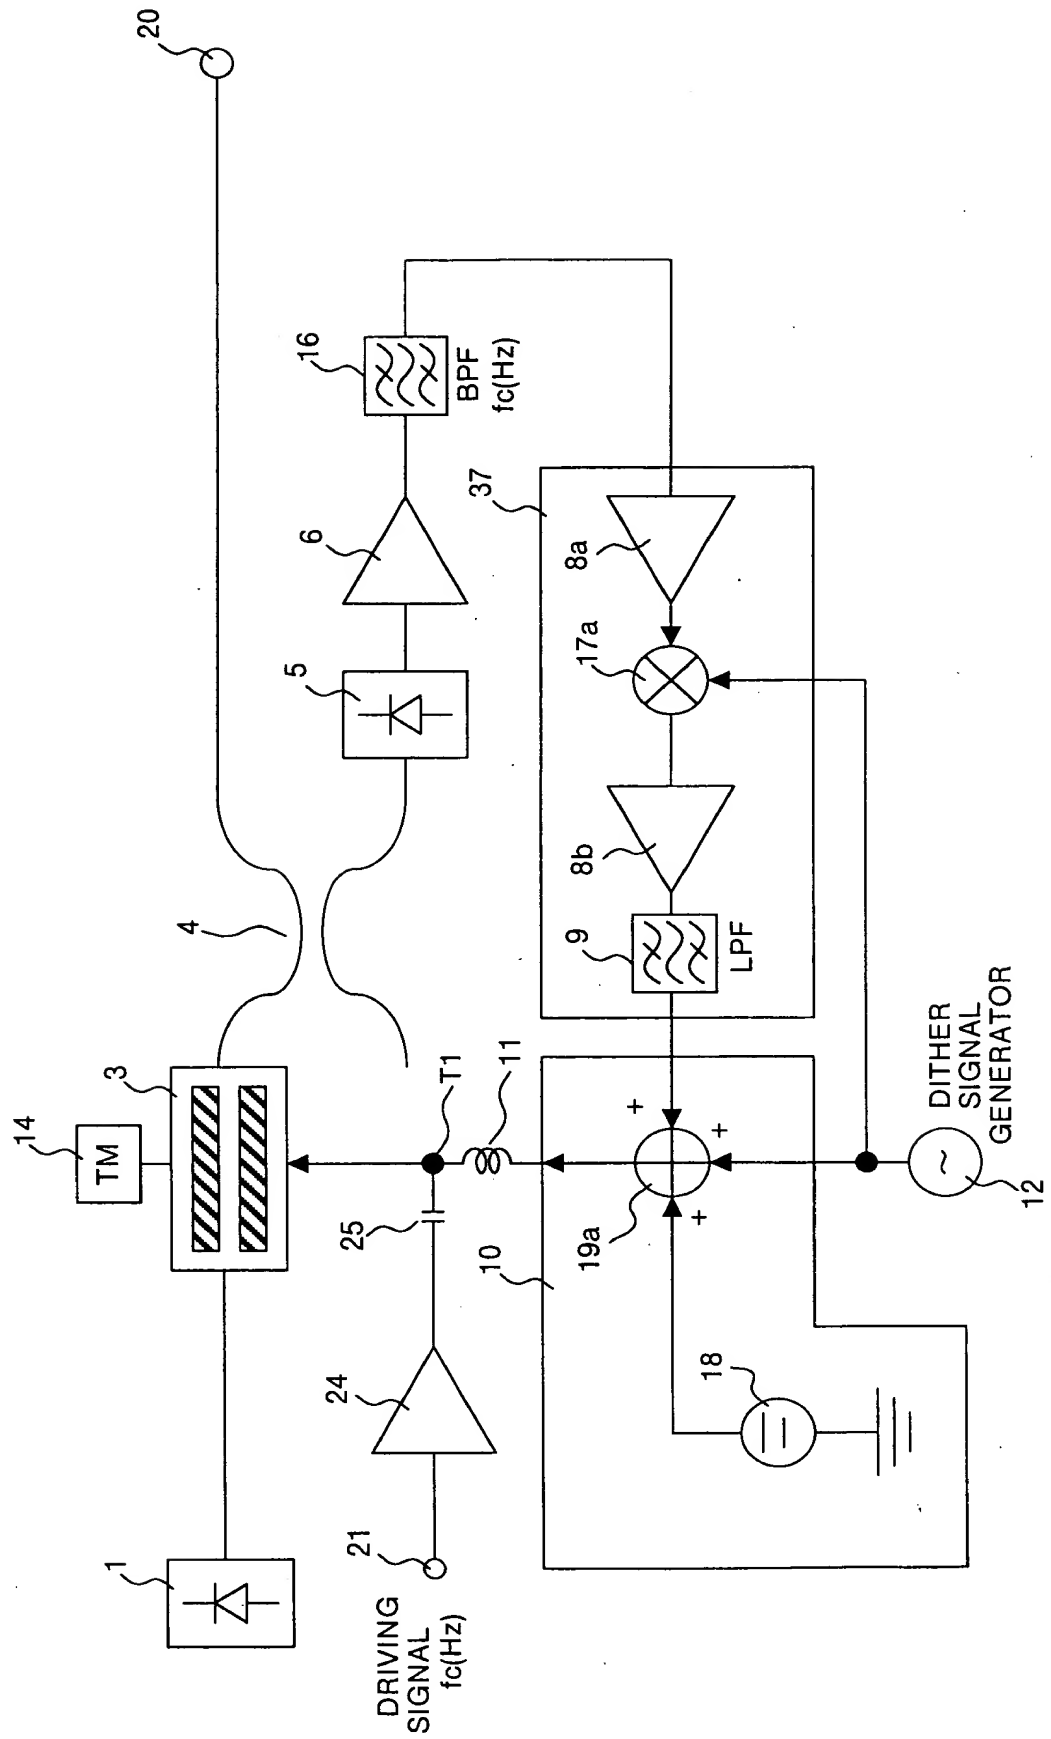 20
14
TM
3
4
1
16
BPF
fc(Hz)
6
5
T1
25
11
24
21
DRIVING
SIGNAL
fc(Hz)
37
8a
17a
8b
9
LPF
10
19a
+
+
+
18
~
12
DITHER
SIGNAL
GENERATOR